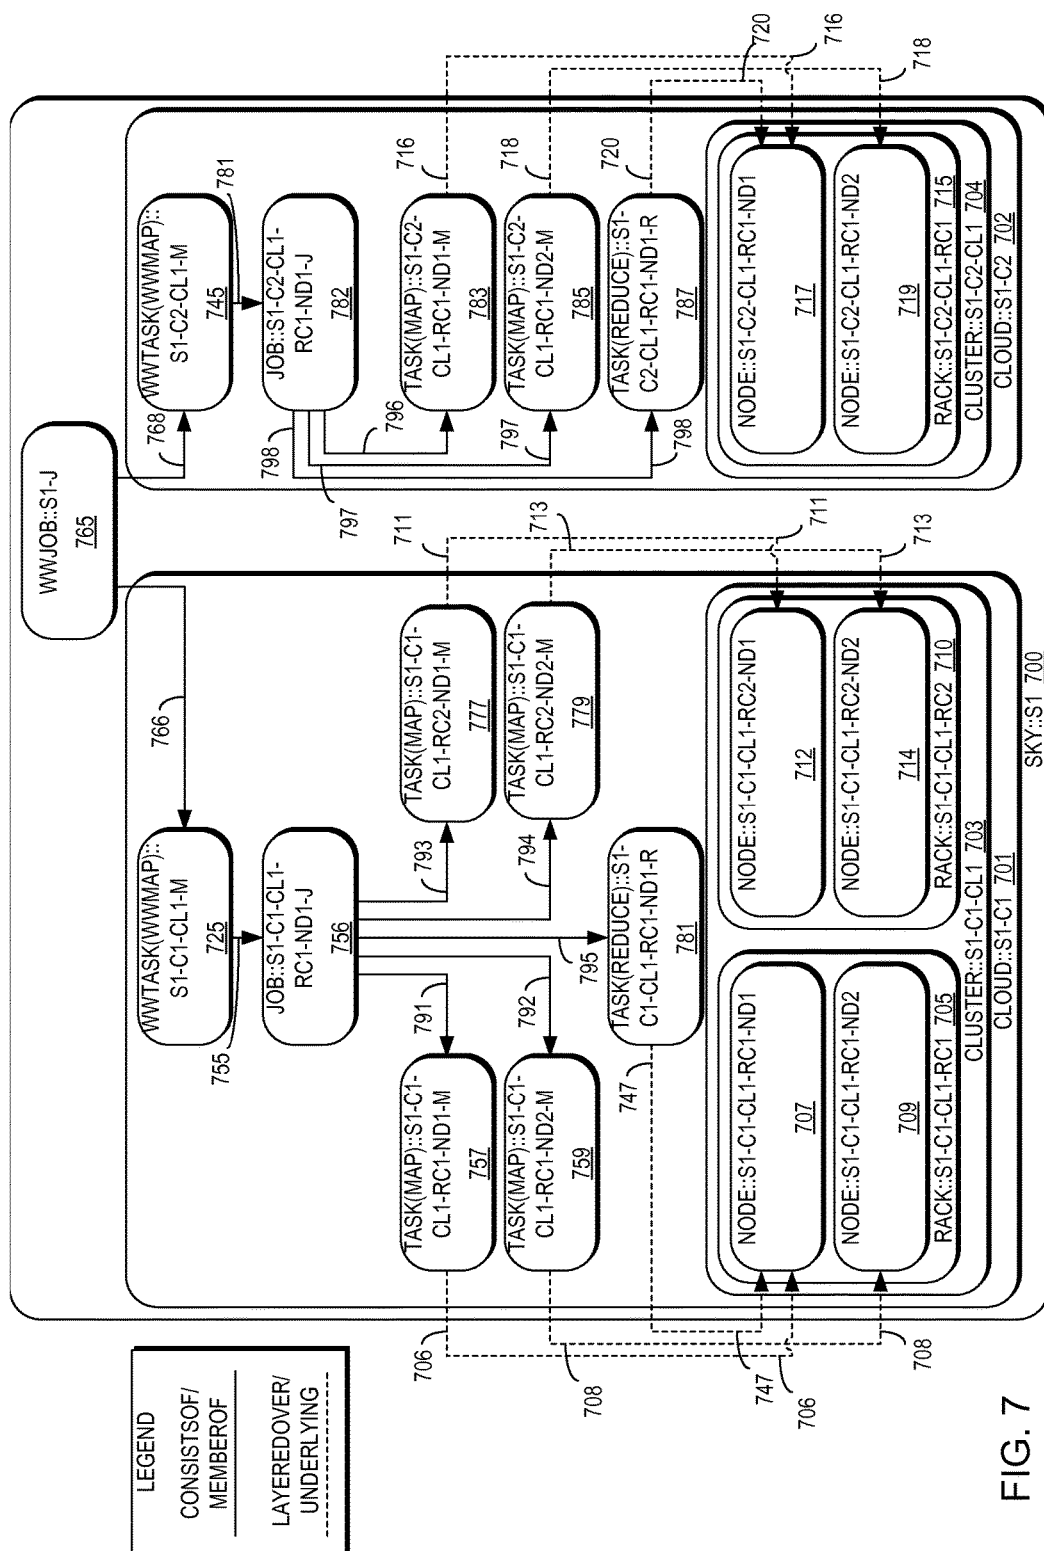 WWJOB::S1-J
765
766
768
WWTASK(WWMAP)::
S1-C1-CL1-M
725
755
JOB::S1-C1-CL1-
RC1-ND1-J
756
791
792
793
794
795
TASK(MAP)::S1-C1-
CL1-RC1-ND1-M
757
TASK(MAP)::S1-C1-
CL1-RC1-ND2-M
759
TASK(MAP)::S1-C1-
CL1-RC2-ND1-M
777
TASK(MAP)::S1-C1-
CL1-RC2-ND2-M
779
TASK(REDUCE)::S1-
C1-CL1-RC1-ND1-R
781
706
708
747
711
713
747
706
708
711
713
NODE::S1-C1-CL1-RC1-ND1
707
NODE::S1-C1-CL1-RC1-ND2
709
RACK::S1-C1-CL1-RC1 705
NODE::S1-C1-CL1-RC2-ND1
712
NODE::S1-C1-CL1-RC2-ND2
714
RACK::S1-C1-CL1-RC2 710
CLUSTER::S1-C1-CL1 703
CLOUD::S1-C1 701
SKY::S1 700
WWTASK(WWMAP)::
S1-C2-CL1-M
745
781
JOB::S1-C2-CL1-
RC1-ND1-J
782
798
797
796
797
798
TASK(MAP)::S1-C2-
CL1-RC1-ND1-M
783
TASK(MAP)::S1-C2-
CL1-RC1-ND2-M
785
TASK(REDUCE)::S1-
C2-CL1-RC1-ND1-R
787
716
718
720
720
716
718
NODE::S1-C2-CL1-RC1-ND1
717
NODE::S1-C2-CL1-RC1-ND2
719
RACK::S1-C2-CL1-RC1 715
CLUSTER::S1-C2-CL1 704
CLOUD::S1-C2 702
LEGEND
CONSISTSOF/
MEMBEROF
LAYEREDOVER/
UNDERLYING
FIG. 7